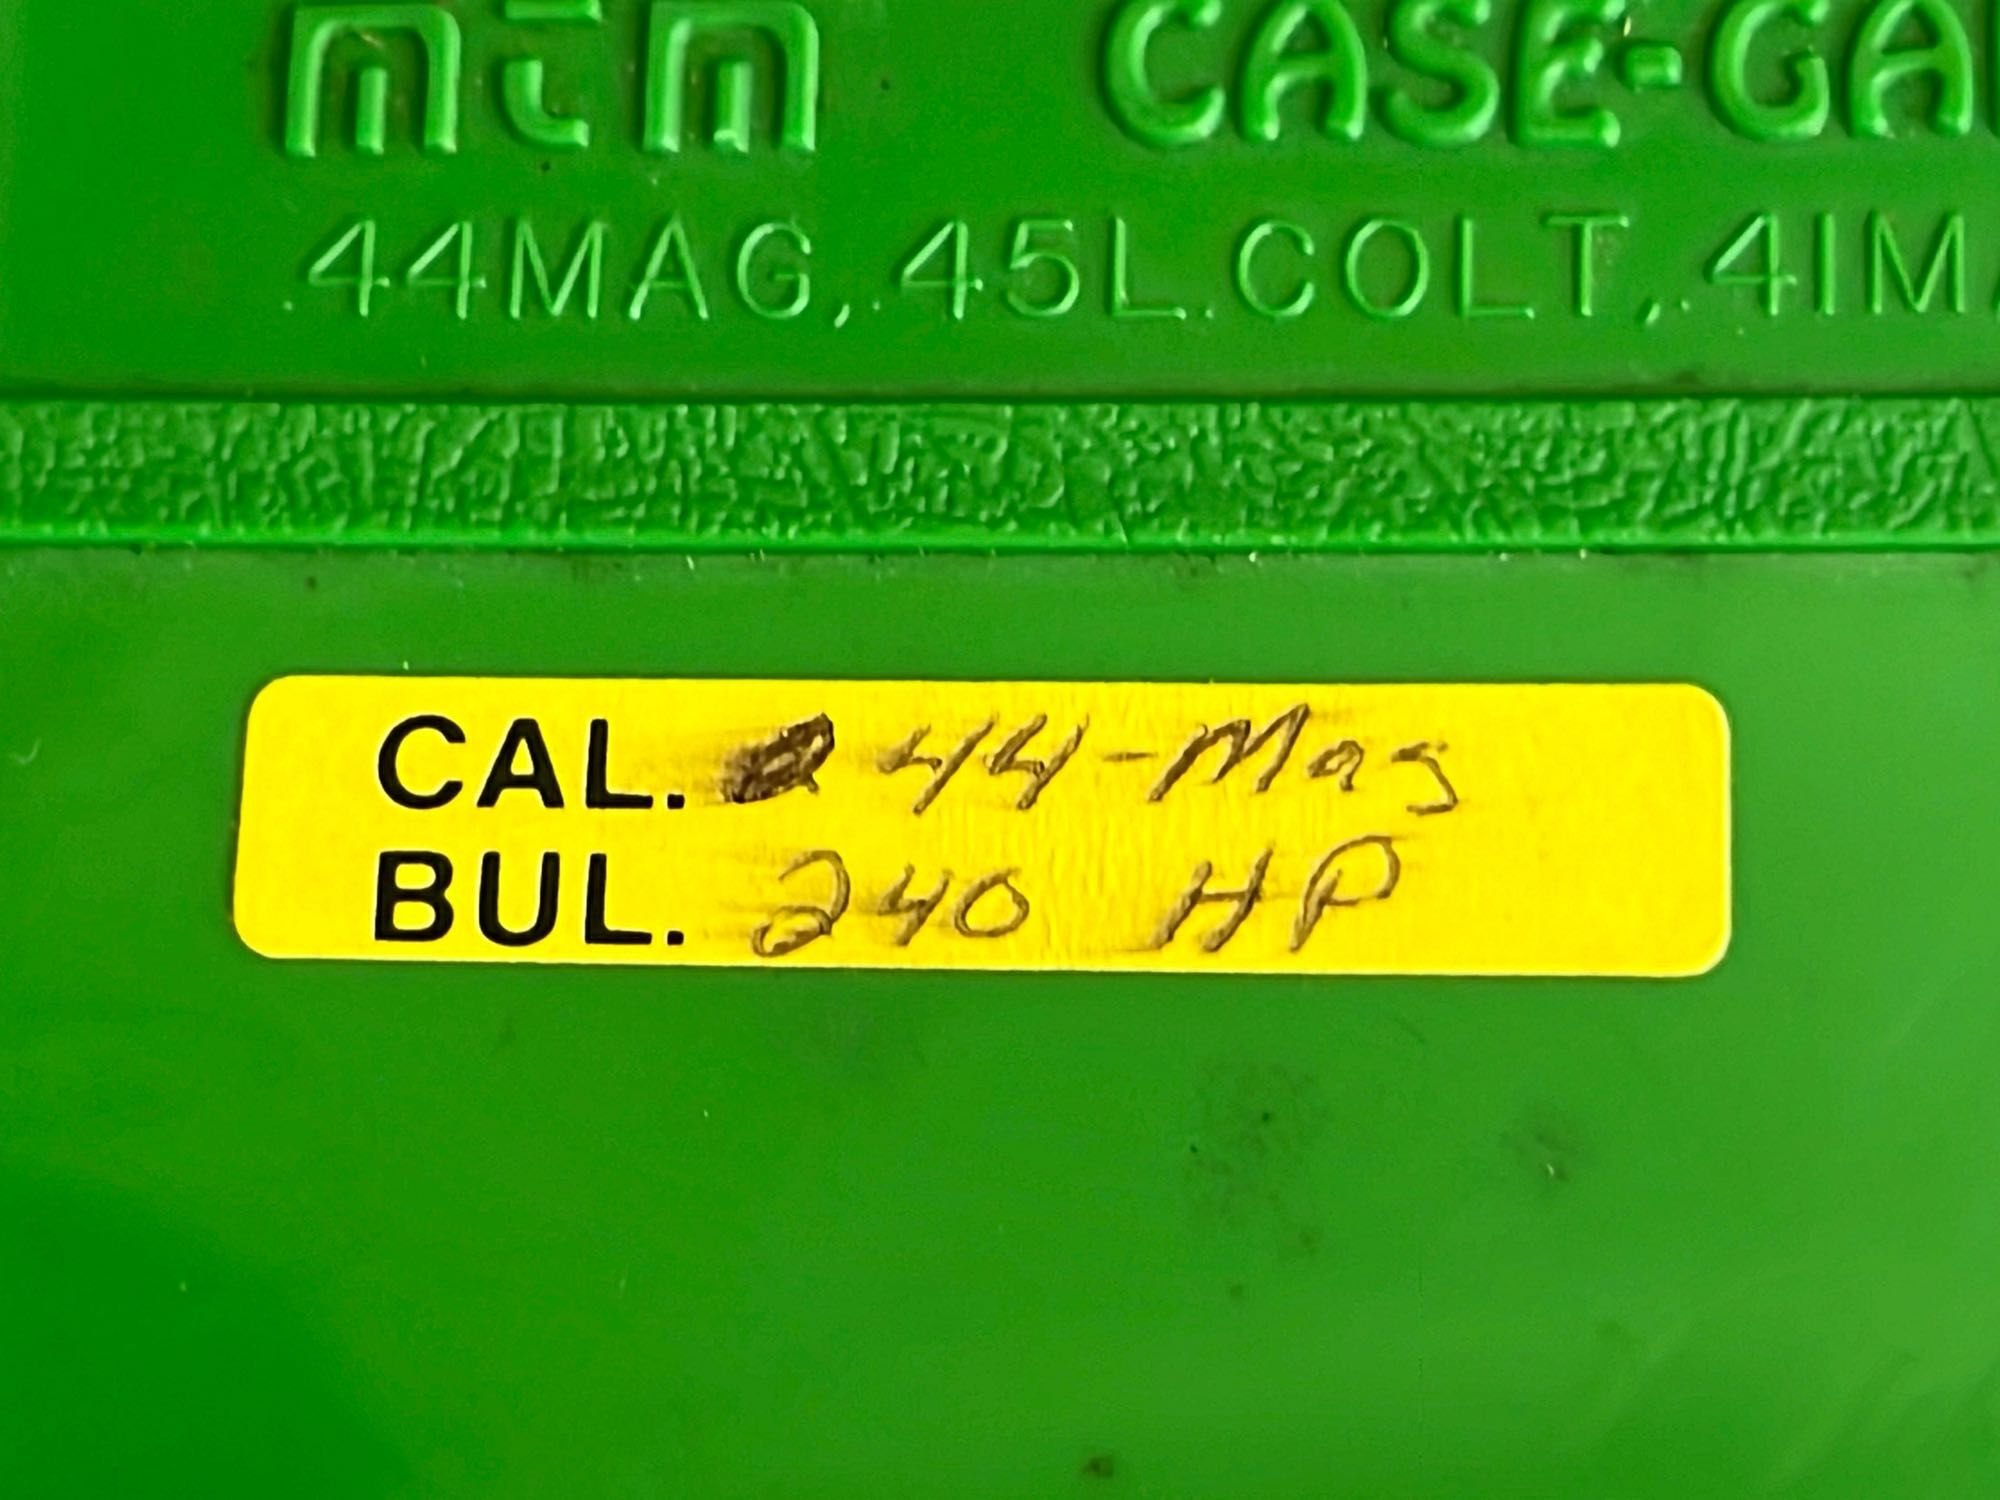 mtm CASE-GA
.44MAG,.45L.COLT,.41M
CAL. 44-Mag
BUL. 240 HP